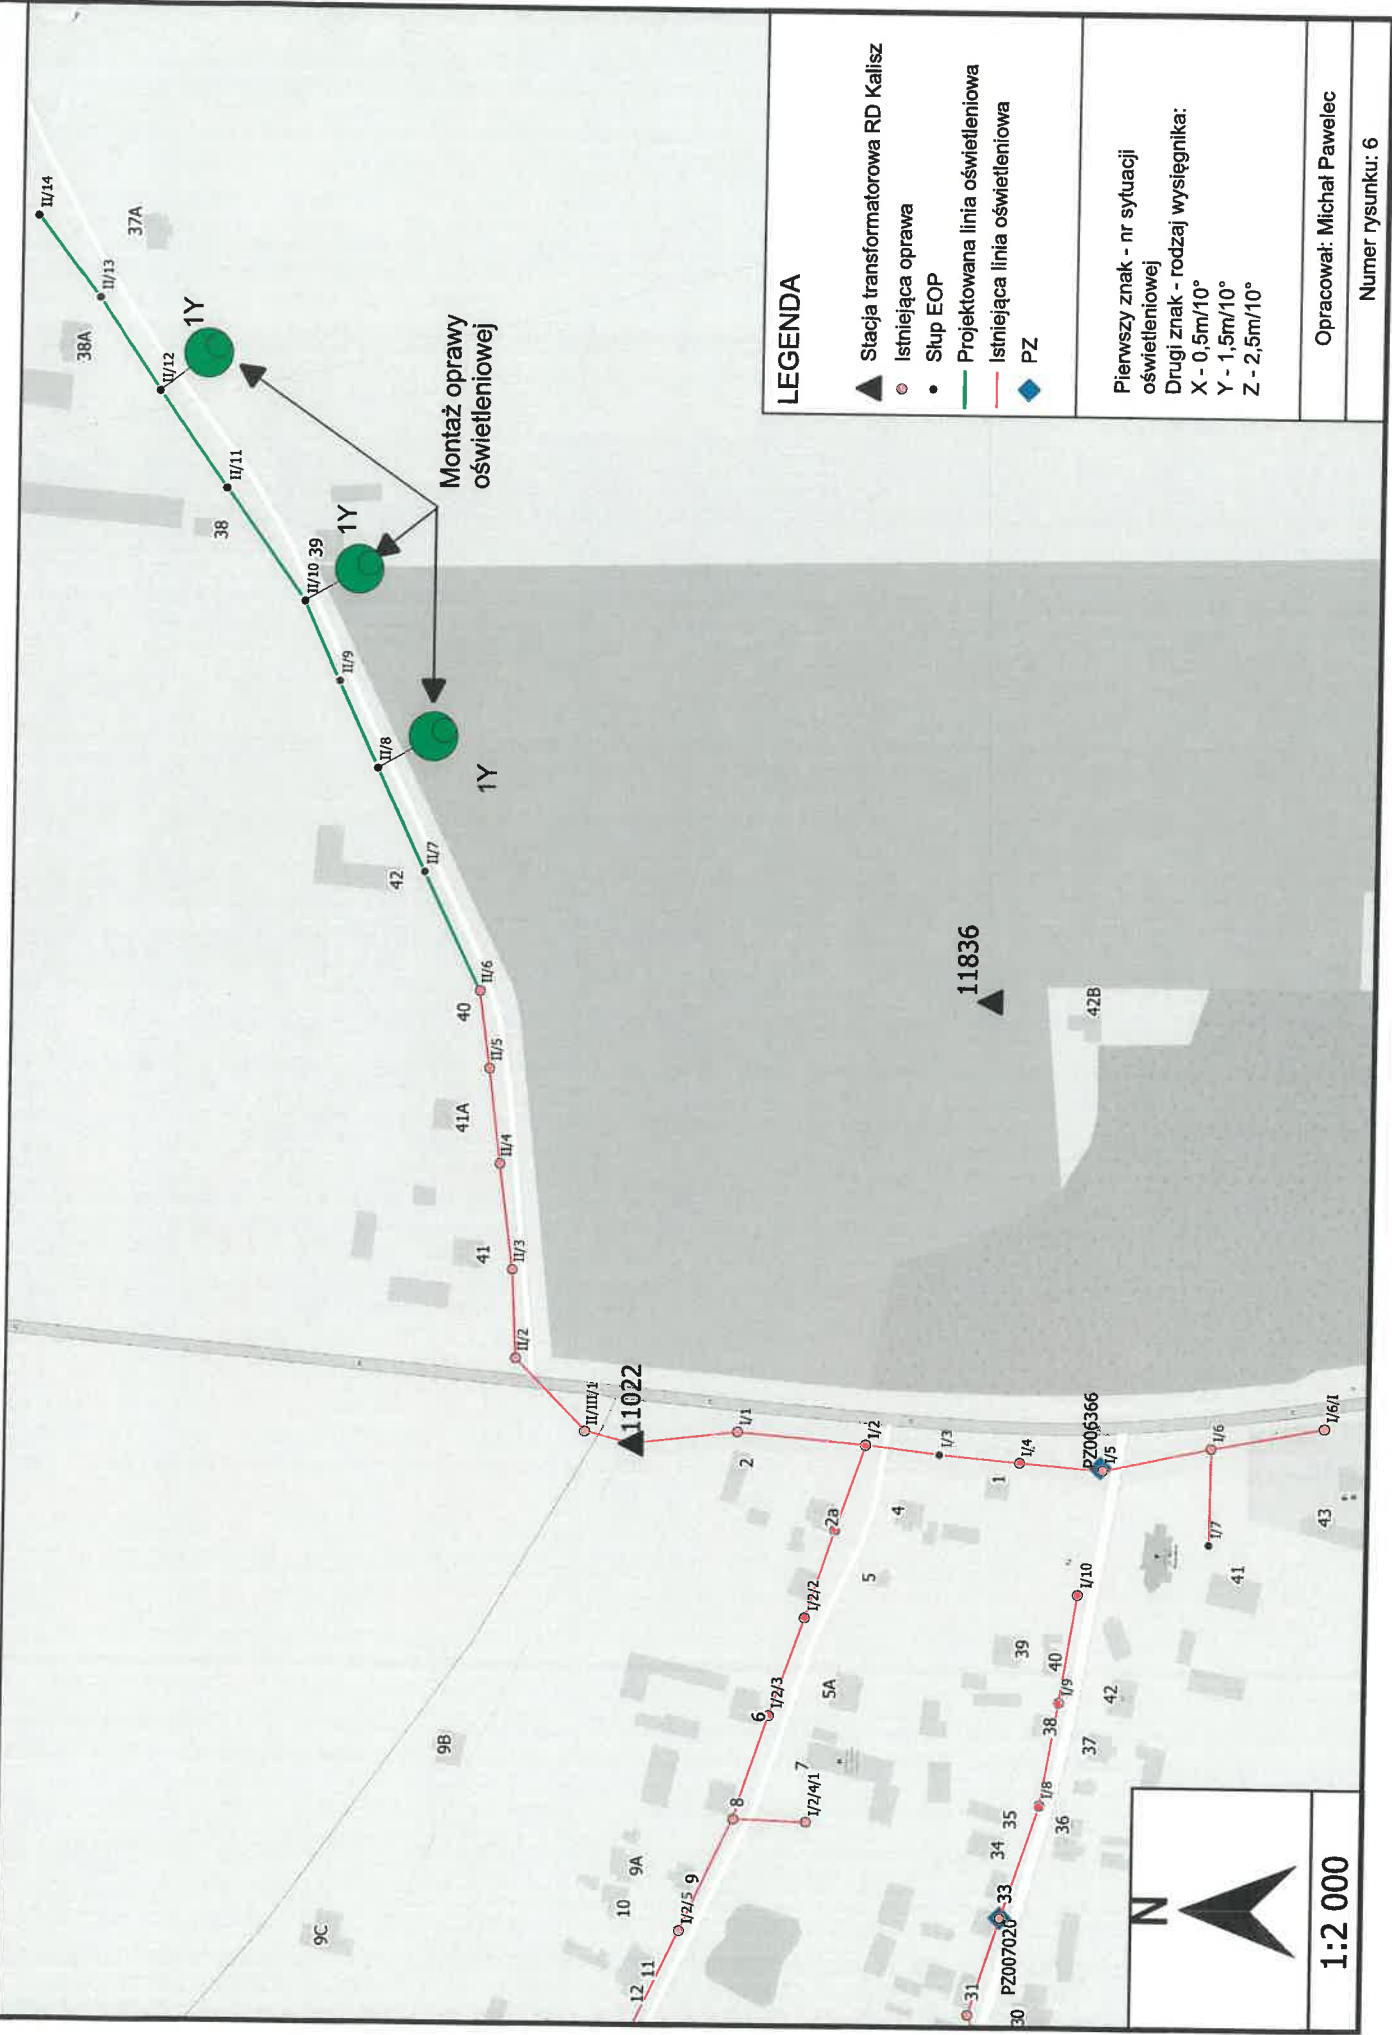 II/14
37A
II/13
38A
1Y
II/12
Montaż oprawy
oświetleniowej
II/11
38
1Y
39
II/10
II/9
II/8
1Y
II/7
42
II/6
40
II/5
41A
II/4
II/3
41
II/2
II/III/1
11022
11836
42B
I/1
2
I/2
I/3
I/4
1
PZ006366
I/5
I/6
I/6/I
I/7
43
41
2a
4
5
I/2/2
I/10
39
40
I/9
42
38
37
5A
6
I/2/3
7
8
I/2/4/1
I/8
35
36
34
33
PZ007020
31
30
9B
9A
9
I/2/5
10
11
12
9C
LEGENDA
Stacja transformatorowa RD Kalisz
Istniejąca oprawa
Słup EOP
Projektowana linia oświetleniowa
Istniejąca linia oświetleniowa
PZ
Pierwszy znak - nr sytuacji
oświetleniowej
Drugi znak - rodzaj wysięgnika:
X - 0,5m/10°
Y - 1,5m/10°
Z - 2,5m/10°
Opracował: Michał Pawelec
Numer rysunku: 6
N
1:2 000